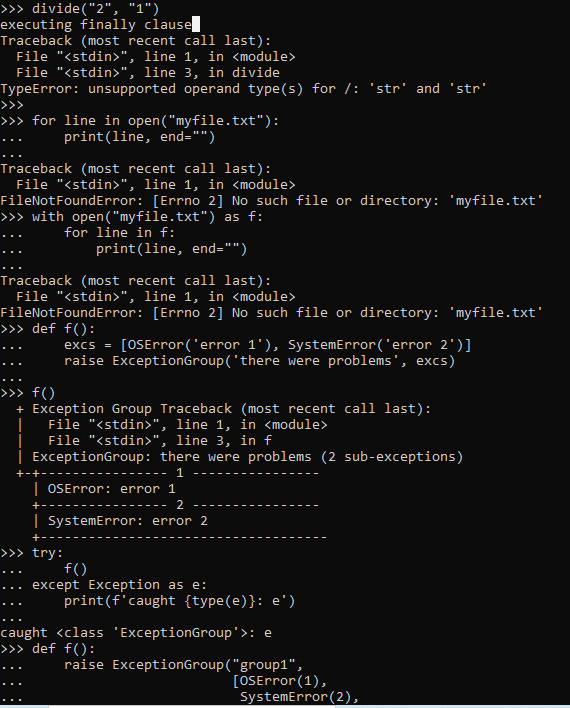 >>> divide("2", "1")
executing finally clause
Traceback (most recent call last):
  File "<stdin>", line 1, in <module>
  File "<stdin>", line 3, in divide
TypeError: unsupported operand type(s) for /: 'str' and 'str'
>>>
>>> for line in open("myfile.txt"):
...     print(line, end="")
...
Traceback (most recent call last):
  File "<stdin>", line 1, in <module>
FileNotFoundError: [Errno 2] No such file or directory: 'myfile.txt'
>>> with open("myfile.txt") as f:
...     for line in f:
...         print(line, end="")
...
Traceback (most recent call last):
  File "<stdin>", line 1, in <module>
FileNotFoundError: [Errno 2] No such file or directory: 'myfile.txt'
>>> def f():
...     excs = [OSError('error 1'), SystemError('error 2')]
...     raise ExceptionGroup('there were problems', excs)
...
>>> f()
  + Exception Group Traceback (most recent call last):
  |   File "<stdin>", line 1, in <module>
  |   File "<stdin>", line 3, in f
  | ExceptionGroup: there were problems (2 sub-exceptions)
  +-+---------------- 1 ----------------
    | OSError: error 1
    +---------------- 2 ----------------
    | SystemError: error 2
    +------------------------------------
>>> try:
...     f()
... except Exception as e:
...     print(f'caught {type(e)}: e')
...
caught <class 'ExceptionGroup'>: e
>>> def f():
...     raise ExceptionGroup("group1",
...                          [OSError(1),
...                           SystemError(2),